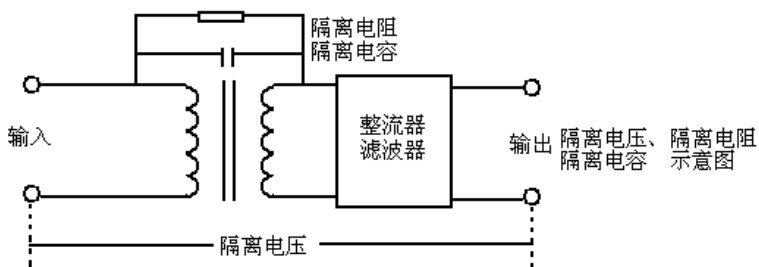 隔离电阻
隔离电容
输入
整流器
滤波器
输出
隔离电压、隔离电阻
隔离电容 示意图
隔离电压